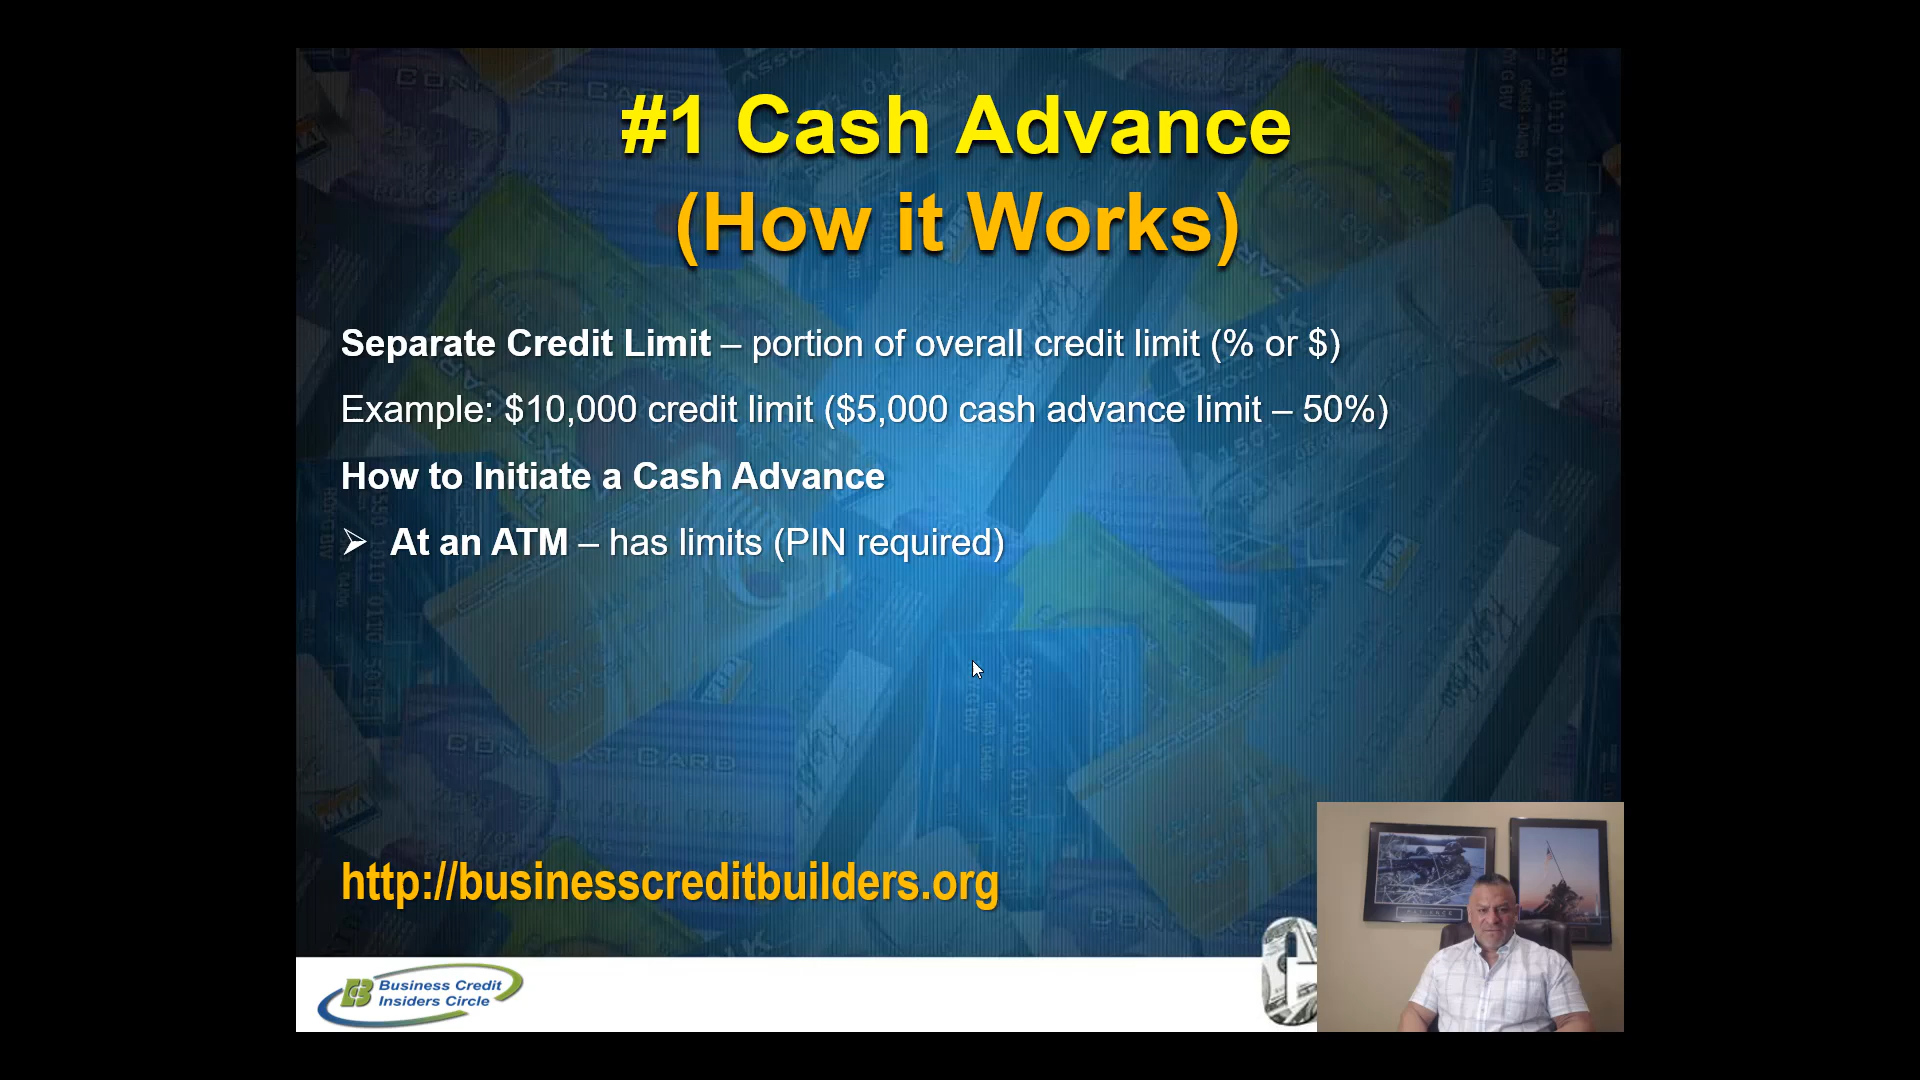 #1 Cash Advance
(How it Works)
Separate Credit Limit – portion of overall credit limit (% or $)
Example: $10,000 credit limit ($5,000 cash advance limit – 50%)
How to Initiate a Cash Advance
➢ At an ATM – has limits (PIN required)
http://businesscreditbuilders.org
Business Credit
Insiders Circle